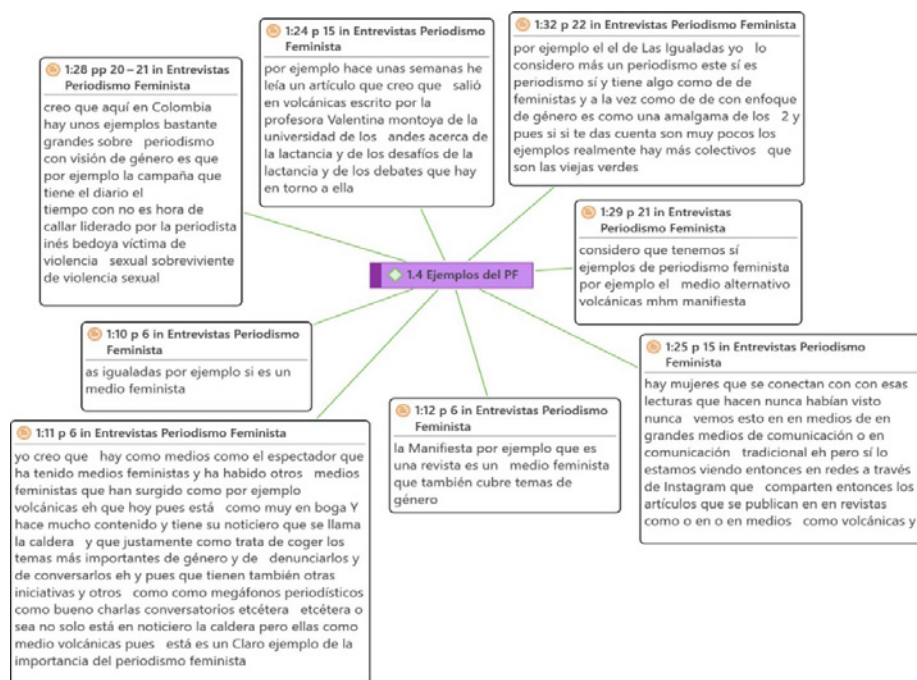 1:28 pp 20 – 21 in Entrevistas
Periodismo Feminista
creo que aquí en Colombia
hay unos ejemplos bastante
grandes sobre periodismo
con visión de género es que
por ejemplo la campaña que
tiene el diario el
tiempo con no es hora de
callar liderado por la periodista
inés bedoya víctima de
violencia sexual sobreviviente
de violencia sexual
1:24 p 15 in Entrevistas Periodismo
Feminista
por ejemplo hace unas semanas he
leía un artículo que creo que salió
en volcánicas escrito por la
profesora Valentina montoya de la
universidad de los andes acerca de
la lactancia y de los desafíos de la
lactancia y de los debates que hay
en torno a ella
1:32 p 22 in Entrevistas Periodismo
Feminista
por ejemplo el el de Las Igualadas yo lo
considero más un periodismo este sí es
periodismo sí y tiene algo como de de
feministas y a la vez como de de con enfoque
de género es como una amalgama de los 2 y
pues si si te das cuenta son muy pocos los
ejemplos realmente hay más colectivos que
son las viejas verdes
1:29 p 21 in Entrevistas
Periodismo Feminista
considero que tenemos sí
ejemplos de periodismo feminista
por ejemplo el medio alternativo
volcánicas mhm manifiesta
1.4 Ejemplos del PF
1:10 p 6 in Entrevistas Periodismo
Feminista
as igualadas por ejemplo si es un
medio feminista
1:25 p 15 in Entrevistas Periodismo
Feminista
hay mujeres que se conectan con con esas
lecturas que hacen nunca habían visto
nunca vemos esto en en medios de en
grandes medios de comunicación o en
comunicación tradicional eh pero sí lo
estamos viendo entonces en redes a través
de Instagram que comparten entonces los
artículos que se publican en en revistas
como o en o en medios como volcánicas y
1:12 p 6 in Entrevistas Periodismo
Feminista
la Manifiesta por ejemplo que es
una revista es un medio feminista
que también cubre temas de
género
1:11 p 6 in Entrevistas Periodismo Feminista
yo creo que hay como medios como el espectador que
ha tenido medios feministas y ha habido otros medios
feministas que han surgido como por ejemplo
volcánicas eh que hoy pues está como muy en boga Y
hace mucho contenido y tiene su noticiero que se llama
la caldera y que justamente como trata de coger los
temas más importantes de género y de denunciarlos y
de conversarlos eh y pues que tienen también otras
iniciativas y otros como como megáfonos periodísticos
como bueno charlas conversatorios etcétera etcétera o
sea no solo está en noticiero la caldera pero ellas como
medio volcánicas pues está es un Claro ejemplo de la
importancia del periodismo feminista